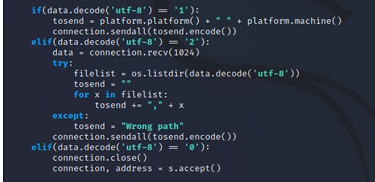 if(data.decode('utf-8') == '1'):
tosend = platform.platform() + " " + platform.machine()
connection.sendall(tosend.encode())
elif(data.decode('utf-8') == '2'):
data = connection.recv(1024)
try:
filelist = os.listdir(data.decode('utf-8'))
tosend = ""
for x in filelist:
tosend += "," + x
except:
tosend = "Wrong path"
connection.sendall(tosend.encode())
elif(data.decode('utf-8') == '0'):
connection.close()
connection, address = s.accept()